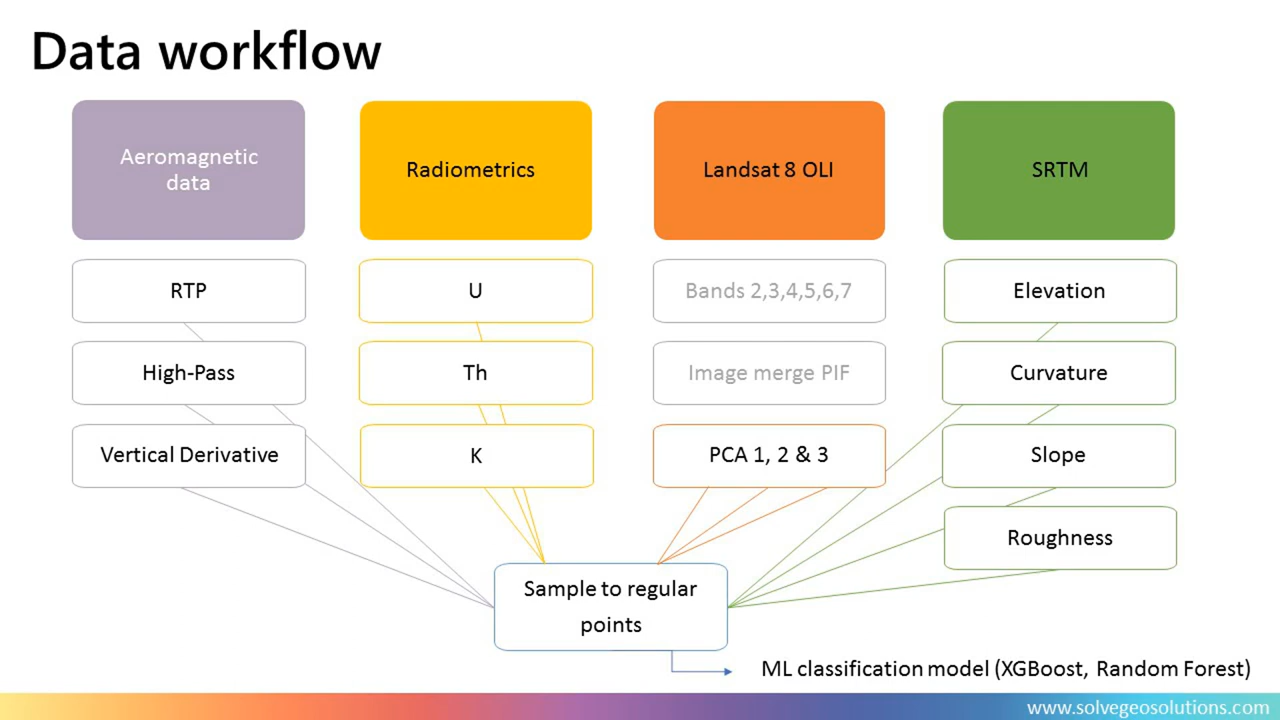 Data workflow
Aeromagnetic
data
Radiometrics
Landsat 8 OLI
SRTM
RTP
U
Bands 2,3,4,5,6,7
Elevation
High-Pass
Th
Image merge PIF
Curvature
Vertical Derivative
K
PCA 1, 2 & 3
Slope
Roughness
Sample to regular
points
ML classification model (XGBoost, Random Forest)
www.solvegeosolutions.com